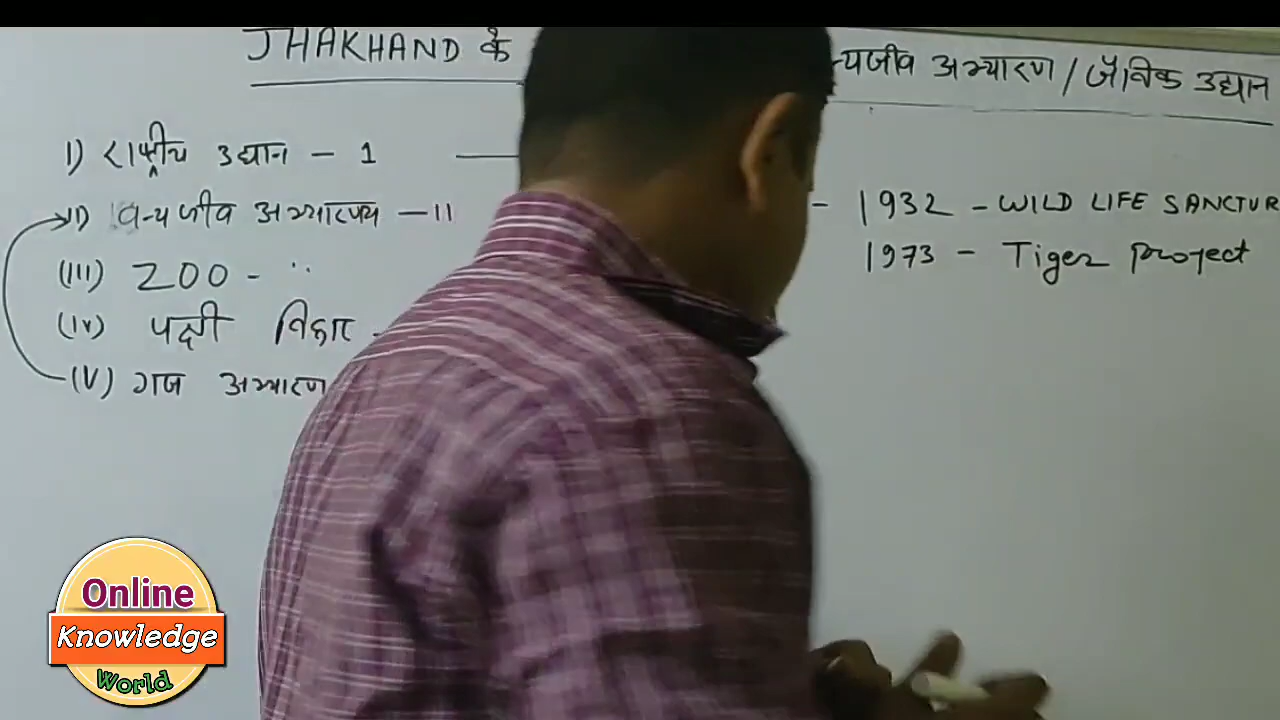 JHAKHAND के न्यजीव अभ्यारण / जैविक उद्यान
I) राष्ट्रीय उद्यान - 1
II) वन्यजीव अभ्यारण्य - 11
- 1932 - WILD LIFE SANCTUR
1973 - Tiger Project
(III) ZOO -
(IV) पक्षी विहार -
(V) गज अभ्यारण
Online
Knowledge
World